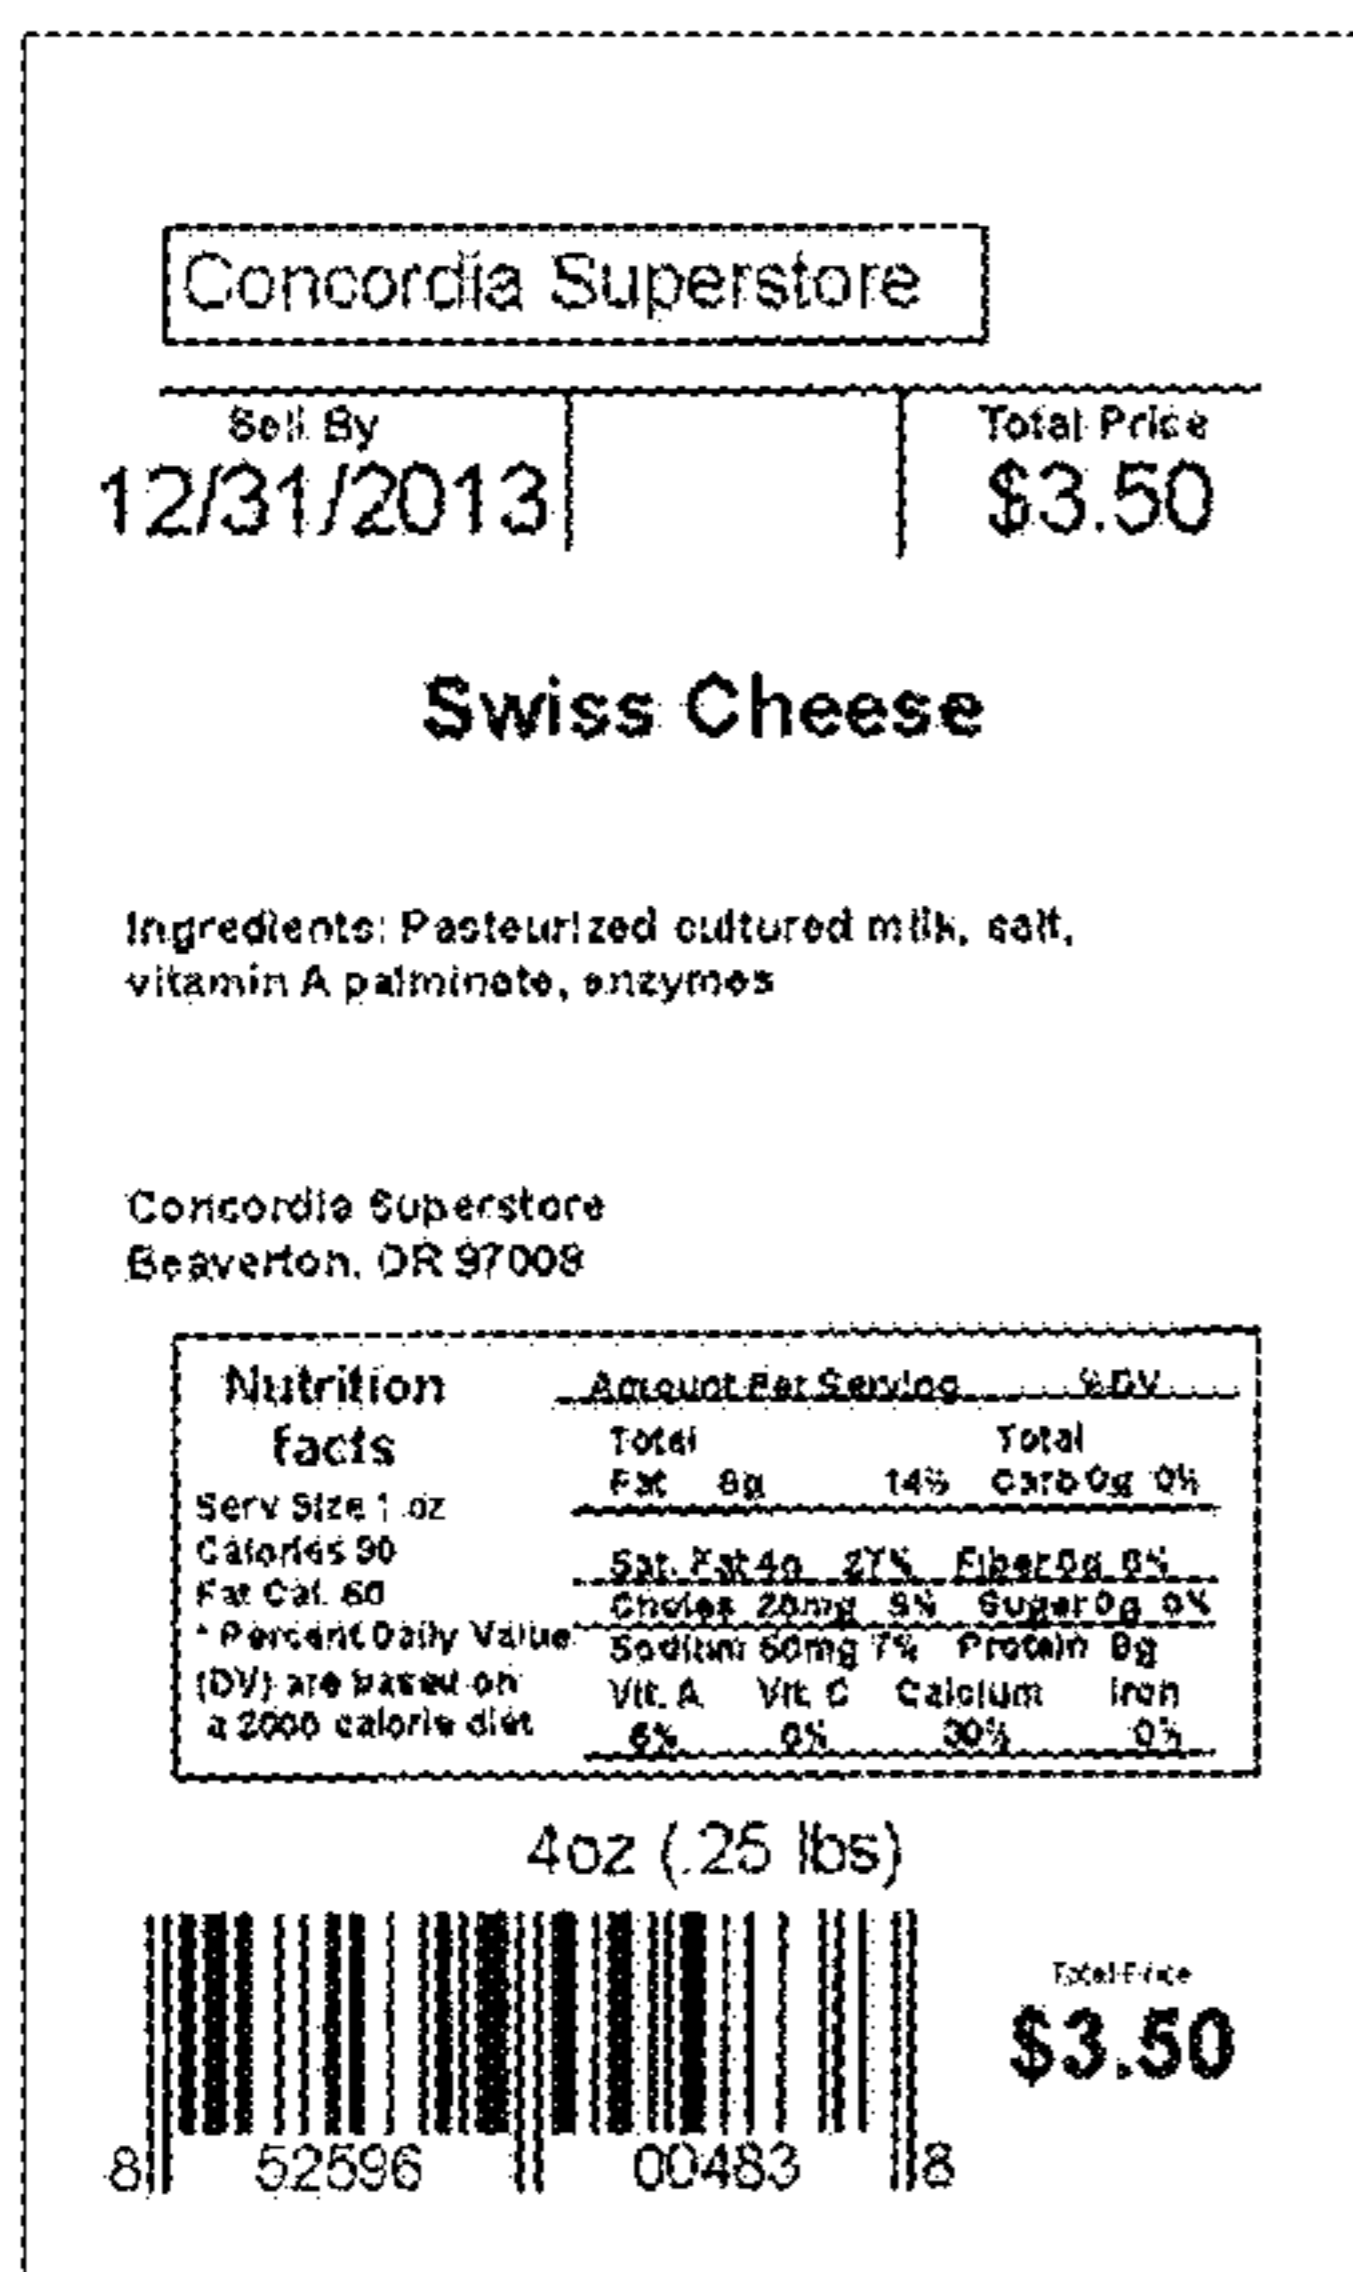 Concordia Superstore
Sell By
12/31/2013
Total Price
$3.50
Swiss Cheese
Ingredients: Pasteurized cultured milk, salt,
vitamin A palminate, enzymes
Concordia Superstore
Beaverton, OR 97008
Nutrition
facts
Serv Size 1 oz
Calories 90
Fat Cal. 60
* Percent Daily Value
(DV) are based on
a 2000 calorie diet
Amount Per Serving %DV
Total Total
Fat 14% Carb 0g 0%
Sat. Fat 4g 27% Fiber 0g 0%
Choles 20mg Sugar 0g 0%
Sodium 60mg 7% Protein 8g
Vit. A Vit. C Calcium Iron
6% 0% 30% 0%
4oz (.25 lbs)
Total Price
$3.50
8 52596 00483 8